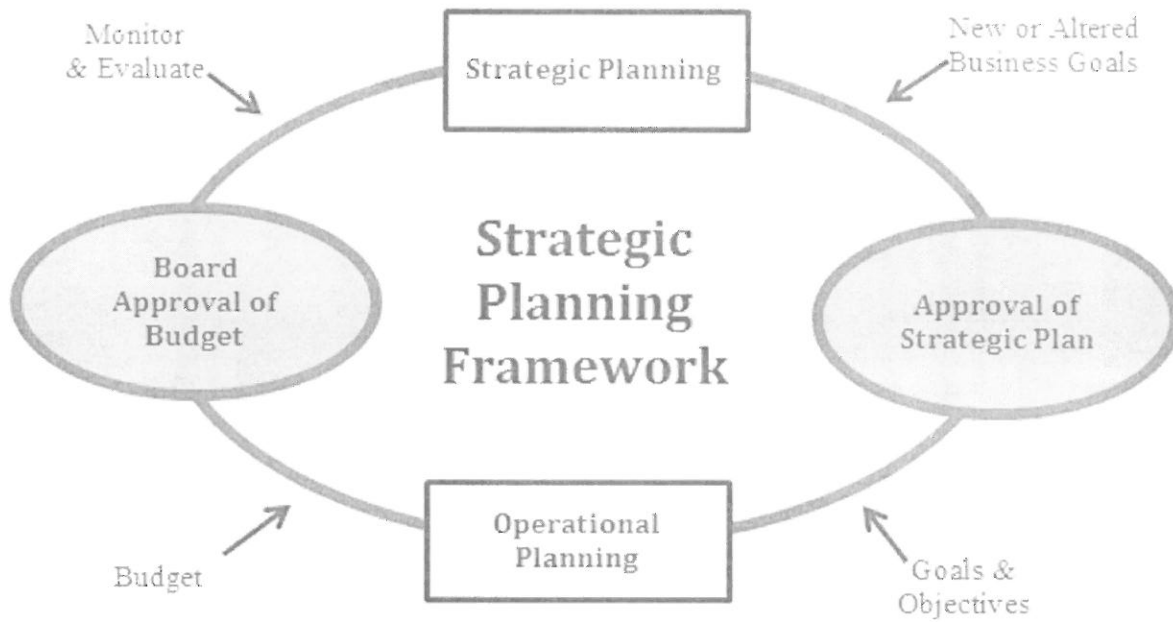 Monitor
& Evaluate
Strategic Planning
New or Altered
Business Goals
Board
Approval of
Budget
Strategic
Planning
Framework
Approval of
Strategic Plan
Budget
Operational
Planning
Goals &
Objectives